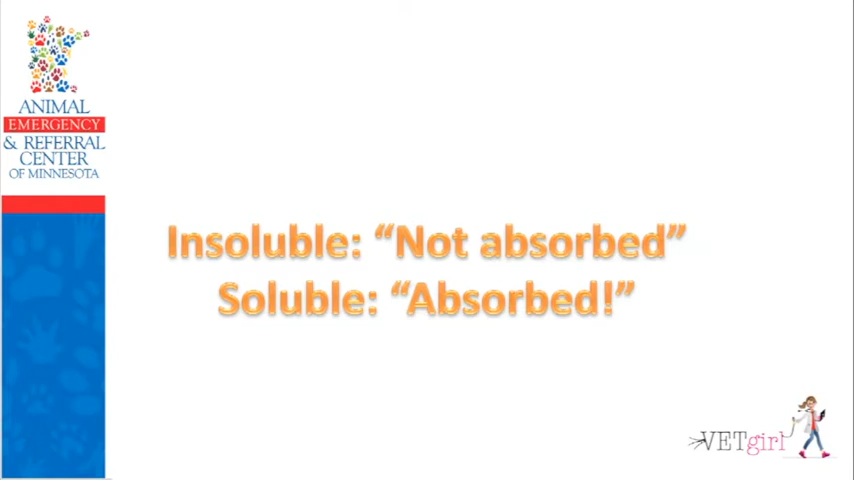 ANIMAL
EMERGENCY
& REFERRAL
CENTER
OF MINNESOTA
Insoluble: “Not absorbed”
Soluble: “Absorbed!”
VETgirl